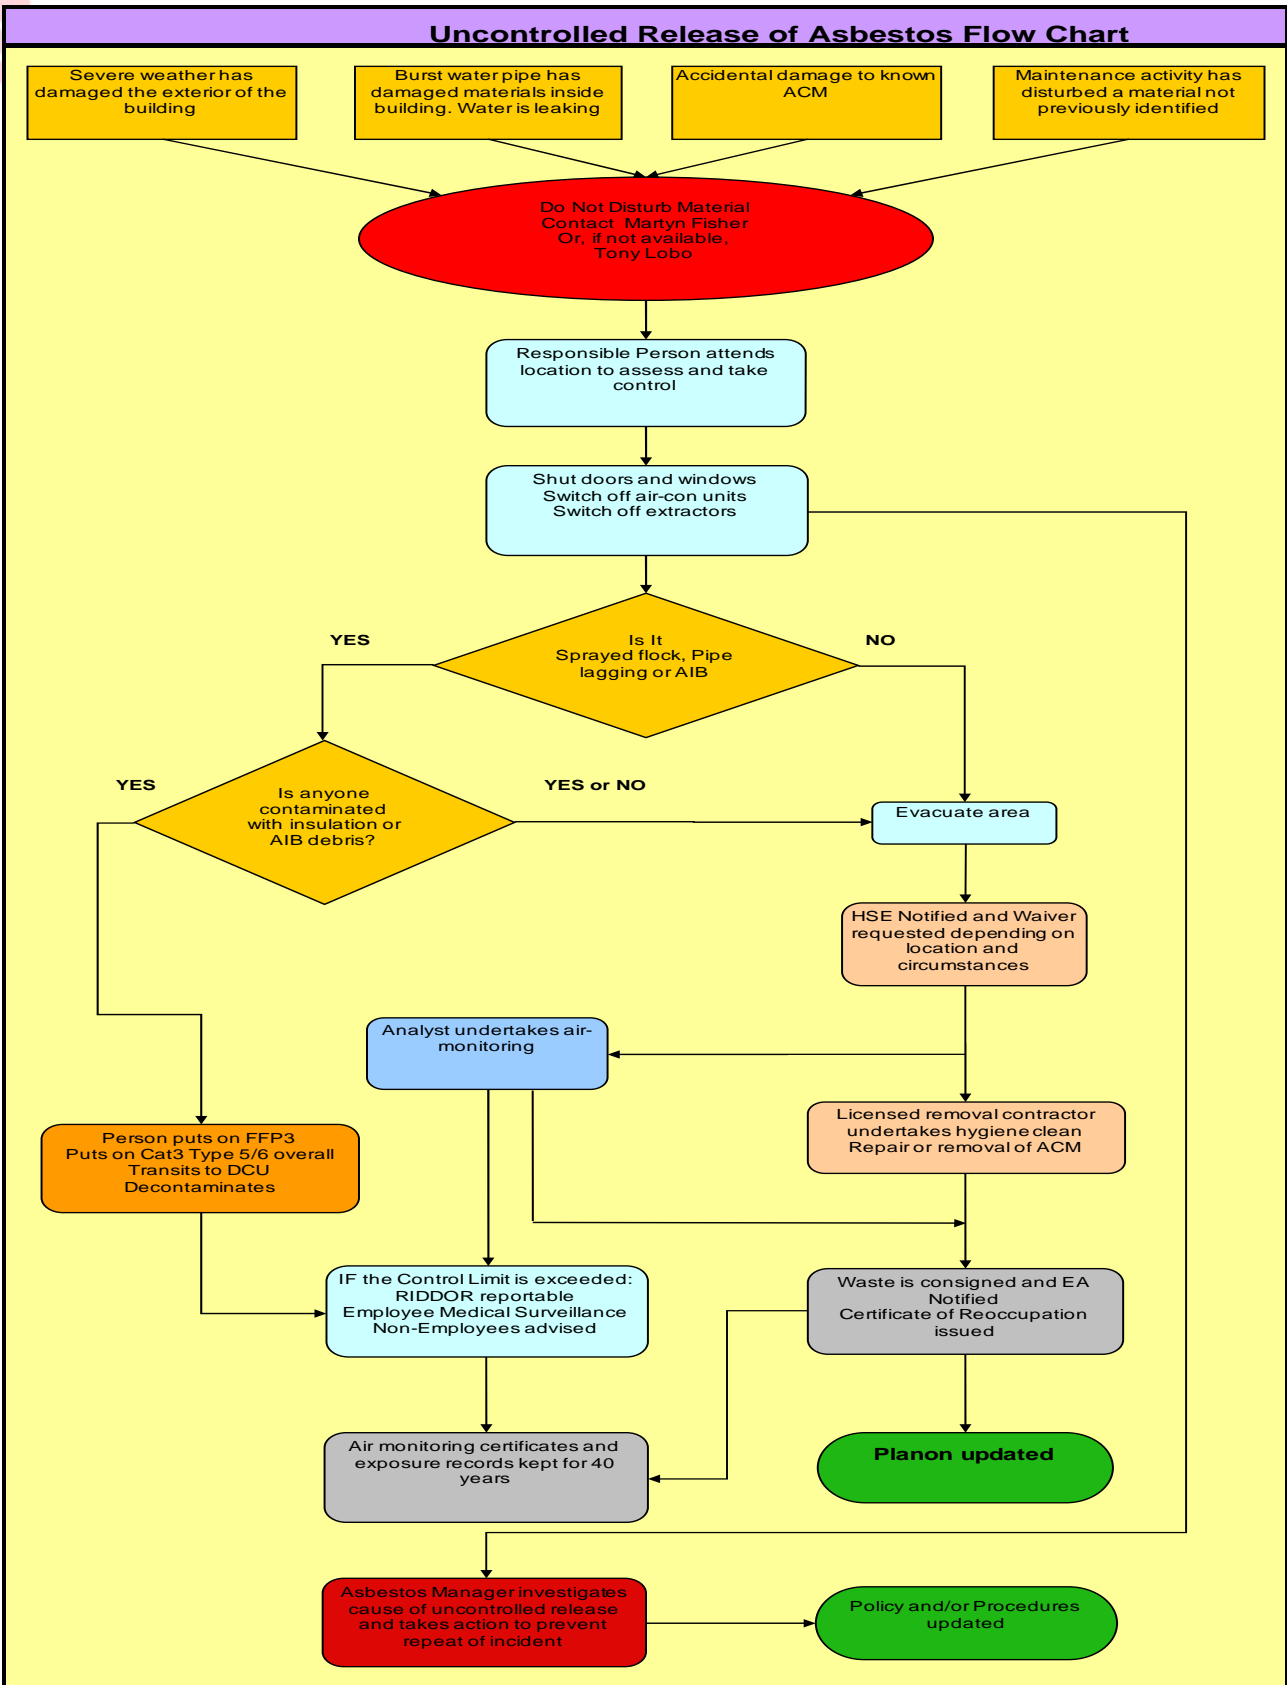 Uncontrolled Release of Asbestos Flow Chart
Severe weather has
damaged the exterior of the
building
Burst water pipe has
damaged materials inside
building. Water is leaking
Accidental damage to known
ACM
Maintenance activity has
disturbed a material not
previously identified
Do Not Disturb Material
Contact Martyn Fisher
Or, if not available,
Tony Lobo
Responsible Person attends
location to assess and take
control
Shut doors and windows
Switch off air-con units
Switch off extractors
YES
Is It
Sprayed flock, Pipe
lagging or AIB
NO
YES
Is anyone
contaminated
with insulation or
AIB debris?
YES or NO
Evacuate area
HSE Notified and Waiver
requested depending on
location and
circumstances
Analyst undertakes air-
monitoring
Licensed removal contractor
undertakes hygiene clean
Repair or removal of ACM
Person puts on FFP3
Puts on Cat3 Type 5/6 overall
Transits to DCU
Decontaminates
IF the Control Limit is exceeded:
RIDDOR reportable
Employee Medical Surveillance
Non-Employees advised
Waste is consigned and EA
Notified
Certificate of Reoccupation
issued
Air monitoring certificates and
exposure records kept for 40
years
Planon updated
Asbestos Manager investigates
cause of uncontrolled release
and takes action to prevent
repeat of incident
Policy and/or Procedures
updated